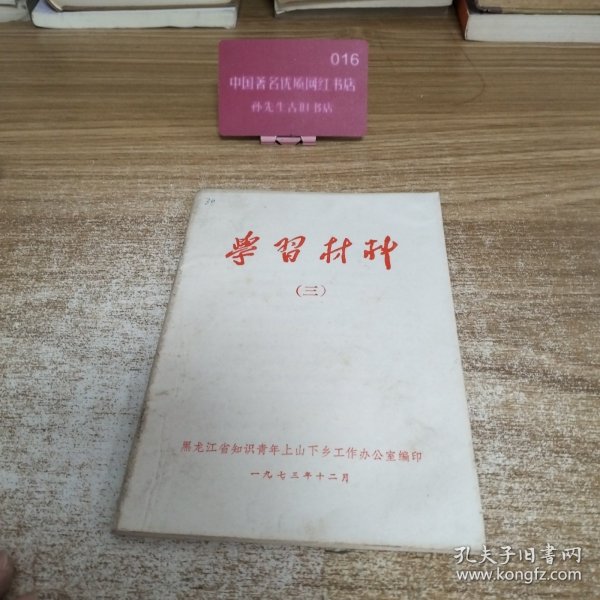 016
中国著名优质网红书店
孙先生古旧书店
39
學習材料
（三）
黑龙江省知识青年上山下乡工作办公室编印
一九七三年十二月
孔夫子旧书网
www.kongfz.com